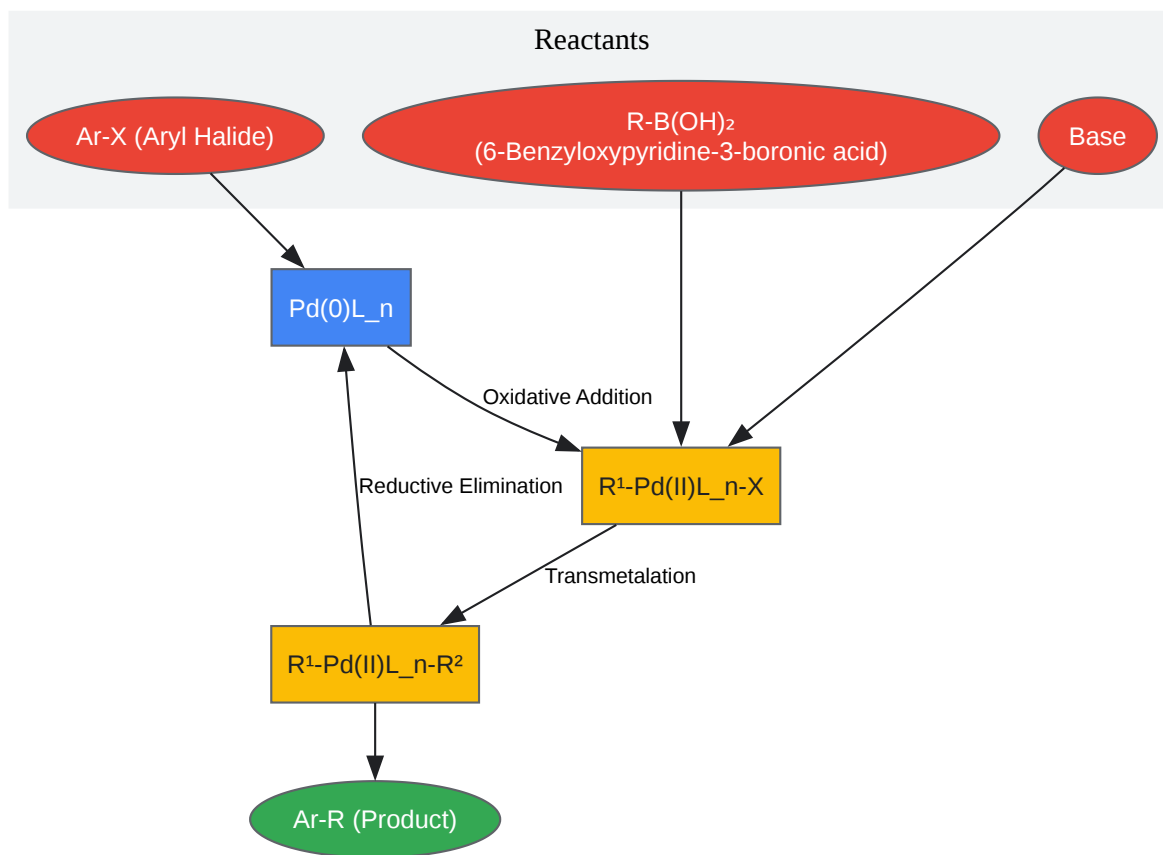 Reactants
Ar-X (Aryl Halide)
R-B(OH)₂
(6-Benzyloxypyridine-3-boronic acid)
Base
Pd(0)L_n
Oxidative Addition
Reductive Elimination
R¹-Pd(II)L_n-X
Transmetalation
R¹-Pd(II)L_n-R²
Ar-R (Product)